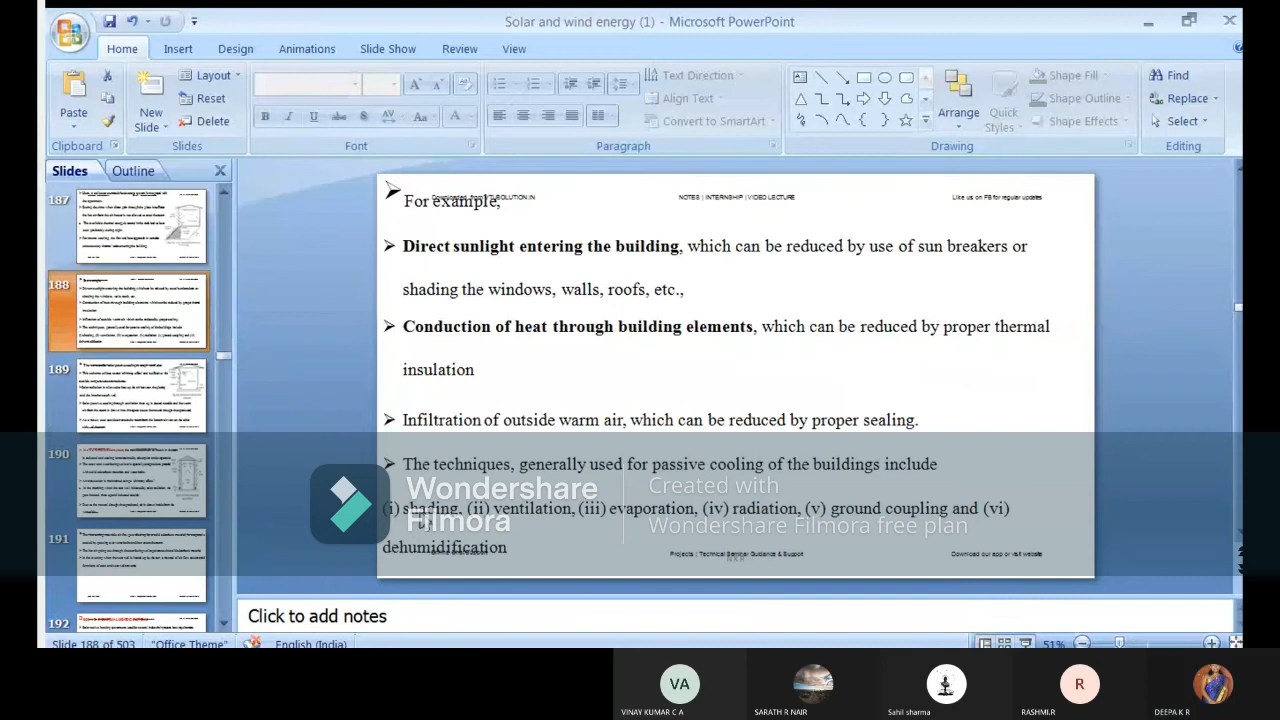 Solar and wind energy (1) - Microsoft PowerPoint
Home Insert Design Animations Slide Show Review View
Paste
New
Slide
Layout
Reset
Delete
Text Direction
Align Text
Convert to SmartArt
Arrange
Quick
Styles
Shape Fill
Shape Outline
Shape Effects
Find
Replace
Select
Clipboard Slides Font Paragraph Drawing Editing
Slides Outline
187
188
189
190
191
192
For example,
NOTES | INTERNSHIP | VIDEO LECTURE
Like us on FB for regular updates
➢ Direct sunlight entering the building, which can be reduced by use of sun breakers or
shading the window, walls, roofs, etc.,
➢ Conduction of heat through building elements, which can be reduced by proper thermal
insulation
➢ Infiltration of outside warm air, which can be reduced by proper sealing.
➢ The techniques, generally used for passive cooling of the buildings include
(i) shading, (ii) ventilation, (iii) evaporation, (iv) radiation, (v) ground coupling and (vi)
dehumidification
Projects | Technical Seminar Guidance & Support
Download our app or visit website
N K R
Wondershare
Filmora
Created with
Wondershare Filmora free plan
Click to add notes
Slide 188 of 503 "Office Theme" English (India) 51%
VA
R
VINAY KUMAR C A
SARATH R NAIR
Sahil sharma
RASHMI.R
DEEPA K R